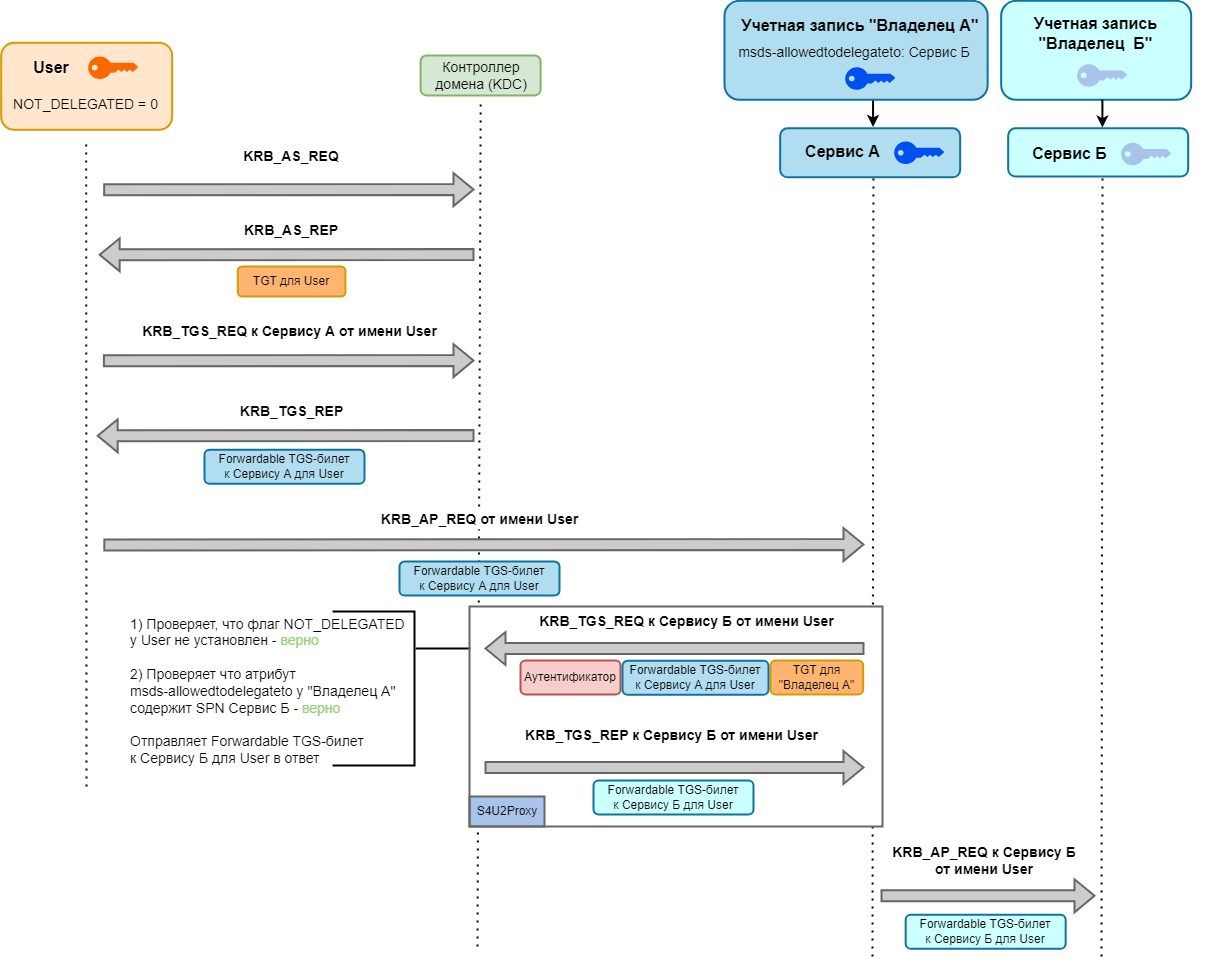 User
NOT_DELEGATED = 0
Контроллер
домена (KDC)
Учетная запись "Владелец А"
msds-allowedtodelegateto: Сервис Б
Учетная запись
"Владелец Б"
Сервис А
Сервис Б
KRB_AS_REQ
KRB_AS_REP
TGT для User
KRB_TGS_REQ к Сервису А от имени User
KRB_TGS_REP
Forwardable TGS-билет
к Сервису А для User
KRB_AP_REQ от имени User
Forwardable TGS-билет
к Сервису А для User
1) Проверяет, что флаг NOT_DELEGATED
у User не установлен - верно
2) Проверяет что атрибут
msds-allowedtodelegateto у "Владелец А"
содержит SPN Сервис Б - верно
Отправляет Forwardable TGS-билет
к Сервису Б для User в ответ
KRB_TGS_REQ к Сервису Б от имени User
Аутентификатор
Forwardable TGS-билет
к Сервису А для User
TGT для
"Владелец А"
KRB_TGS_REP к Сервису Б от имени User
Forwardable TGS-билет
к Сервису Б для User
S4U2Proxy
KRB_AP_REQ к Сервису Б
от имени User
Forwardable TGS-билет
к Сервису Б для User